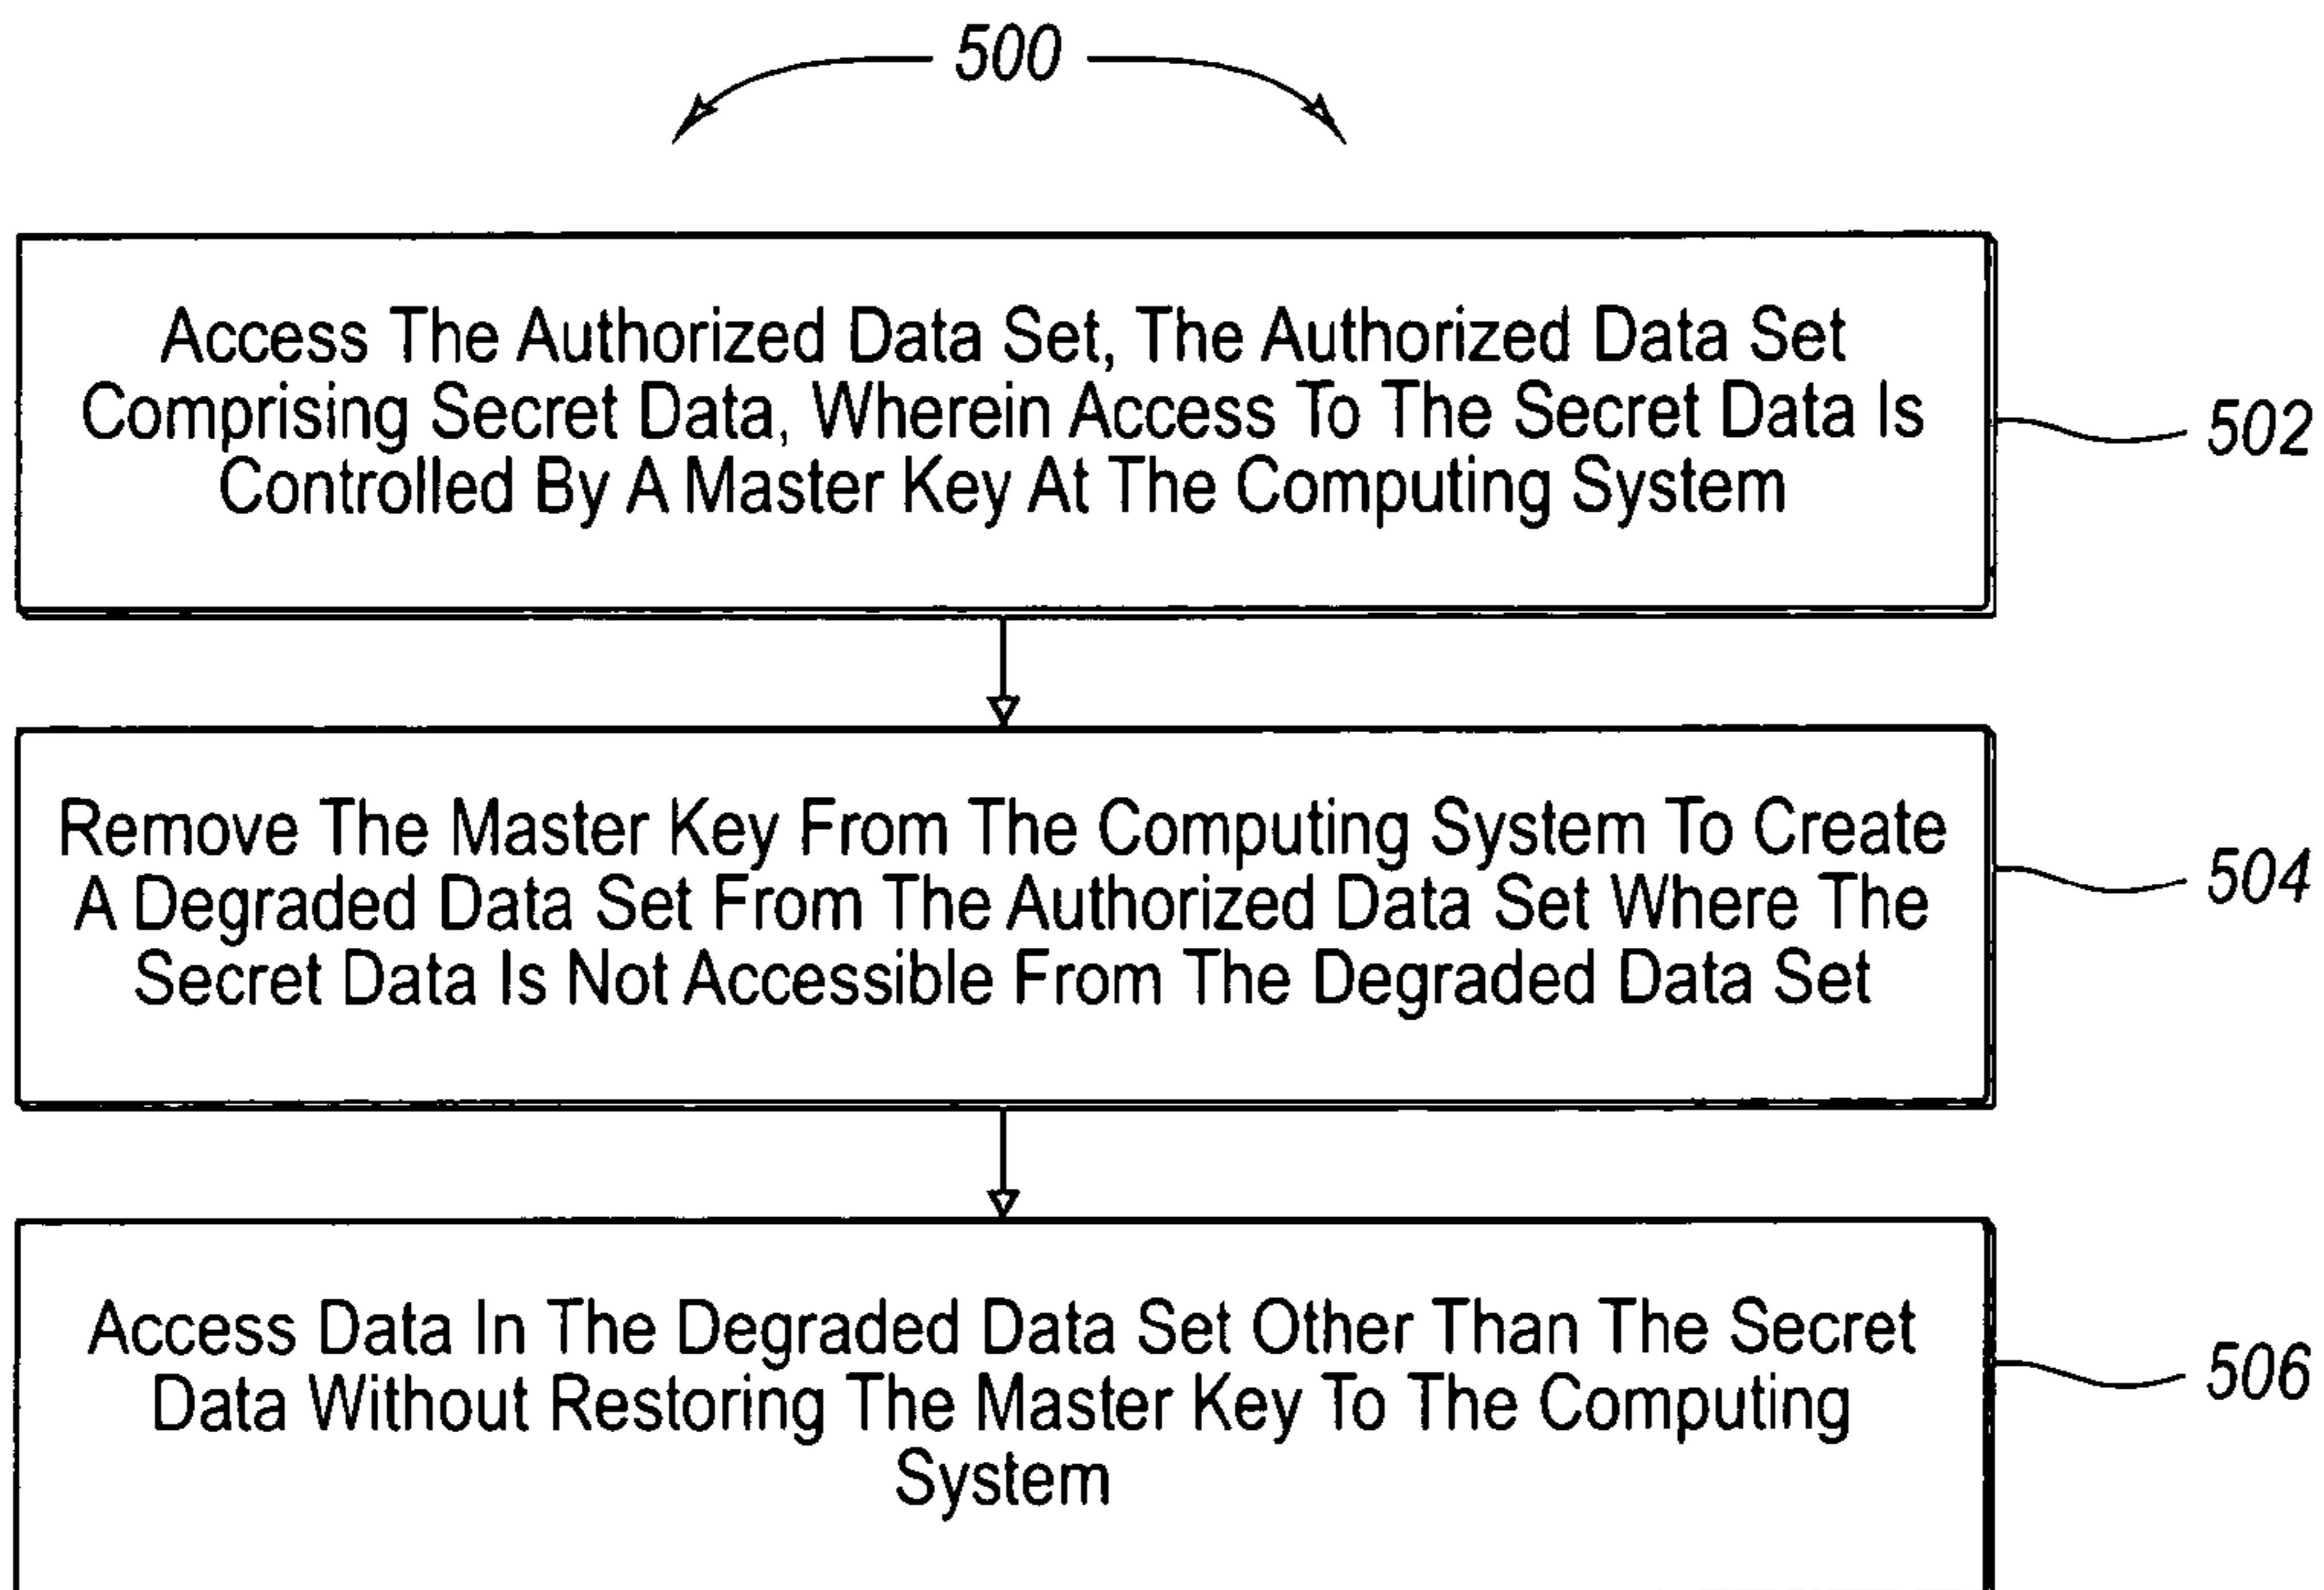 500
Access The Authorized Data Set, The Authorized Data Set
Comprising Secret Data, Wherein Access To The Secret Data Is
Controlled By A Master Key At The Computing System
502
Remove The Master Key From The Computing System To Create
A Degraded Data Set From The Authorized Data Set Where The
Secret Data Is Not Accessible From The Degraded Data Set
504
Access Data In The Degraded Data Set Other Than The Secret
Data Without Restoring The Master Key To The Computing
System
506